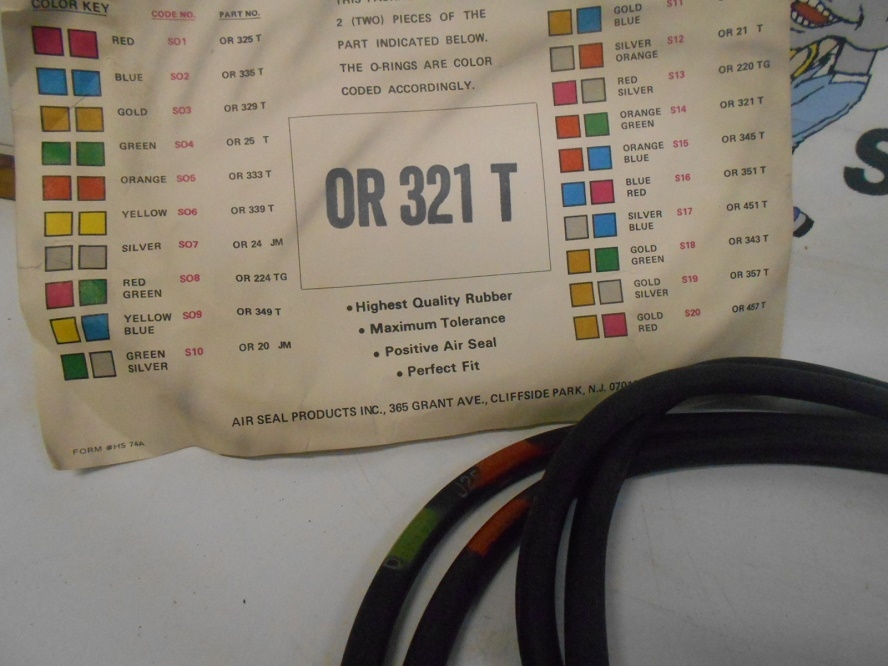 COLOR KEY CODE NO. PART NO.
RED SO1 OR 325 T
BLUE SO2 OR 335 T
GOLD SO3 OR 329 T
GREEN SO4 OR 25 T
ORANGE SO5 OR 333 T
YELLOW SO6 OR 339 T
SILVER SO7 OR 24 JM
RED
GREEN SO8 OR 224 TG
YELLOW
BLUE SO9 OR 349 T
GREEN
SILVER S10 OR 20 JM
2 (TWO) PIECES OF THE
PART INDICATED BELOW.
THE O-RINGS ARE COLOR
CODED ACCORDINGLY.
OR 321 T
• Highest Quality Rubber
• Maximum Tolerance
• Positive Air Seal
• Perfect Fit
GOLD
BLUE S11
SILVER
ORANGE S12 OR 21 T
RED
SILVER S13 OR 220 TG
ORANGE
GREEN S14 OR 321 T
ORANGE
BLUE S15 OR 345 T
BLUE
RED S16 OR 351 T
SILVER
BLUE S17 OR 451 T
GOLD
GREEN S18 OR 343 T
GOLD
SILVER S19 OR 357 T
GOLD
RED S20 OR 457 T
AIR SEAL PRODUCTS INC., 365 GRANT AVE., CLIFFSIDE PARK, N.J.
FORM #HS 74A
S